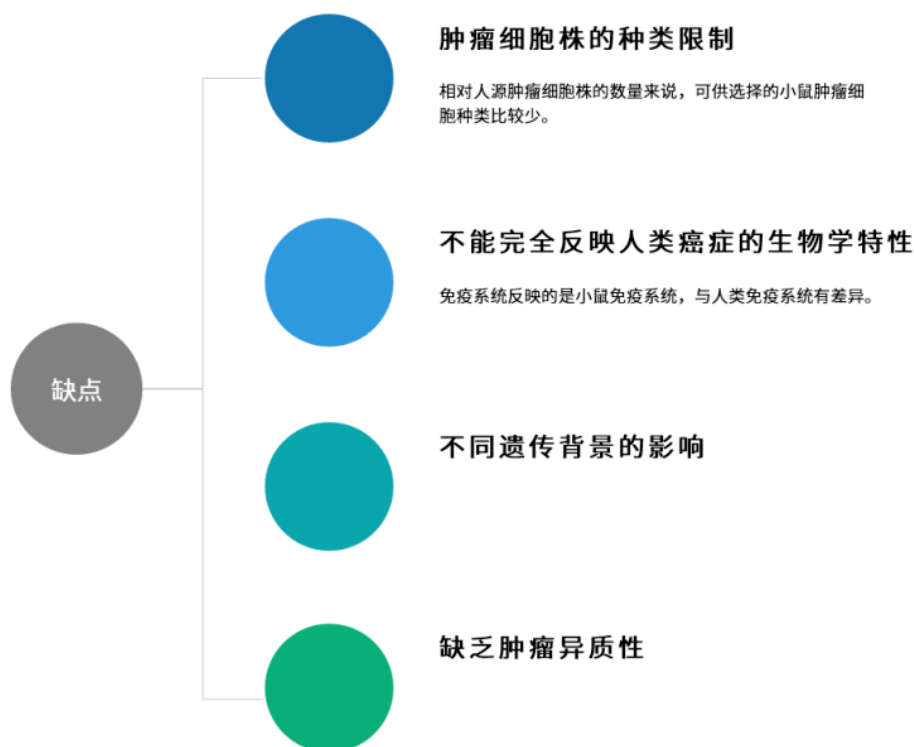 肿瘤细胞株的种类限制
相对人源肿瘤细胞株的数量来说，可供选择的小鼠肿瘤细
胞种类比较少。
不能完全反映人类癌症的生物学特性
免疫系统反映的是小鼠免疫系统，与人类免疫系统有差异。
缺点
不同遗传背景的影响
缺乏肿瘤异质性